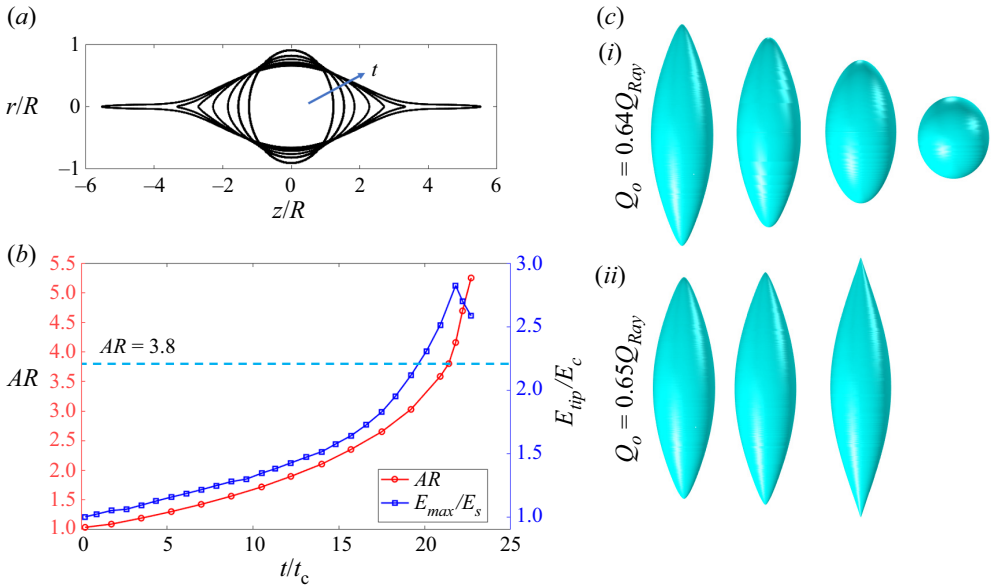 (a)
1
r/R
0
–1
t
–6
–4
–2
0
2
4
6
z/R
(b)
5.5
5.0
4.5
4.0
3.5
3.0
2.5
2.0
1.5
1.0
AR
AR = 3.8
3.0
2.5
2.0
1.5
1.0
E_tip/E_c
AR
E_max/E_s
0
5
10
15
20
25
t/t_c
(c)
(i)
Q_o = 0.64Q_Ray
(ii)
Q_o = 0.65Q_Ray